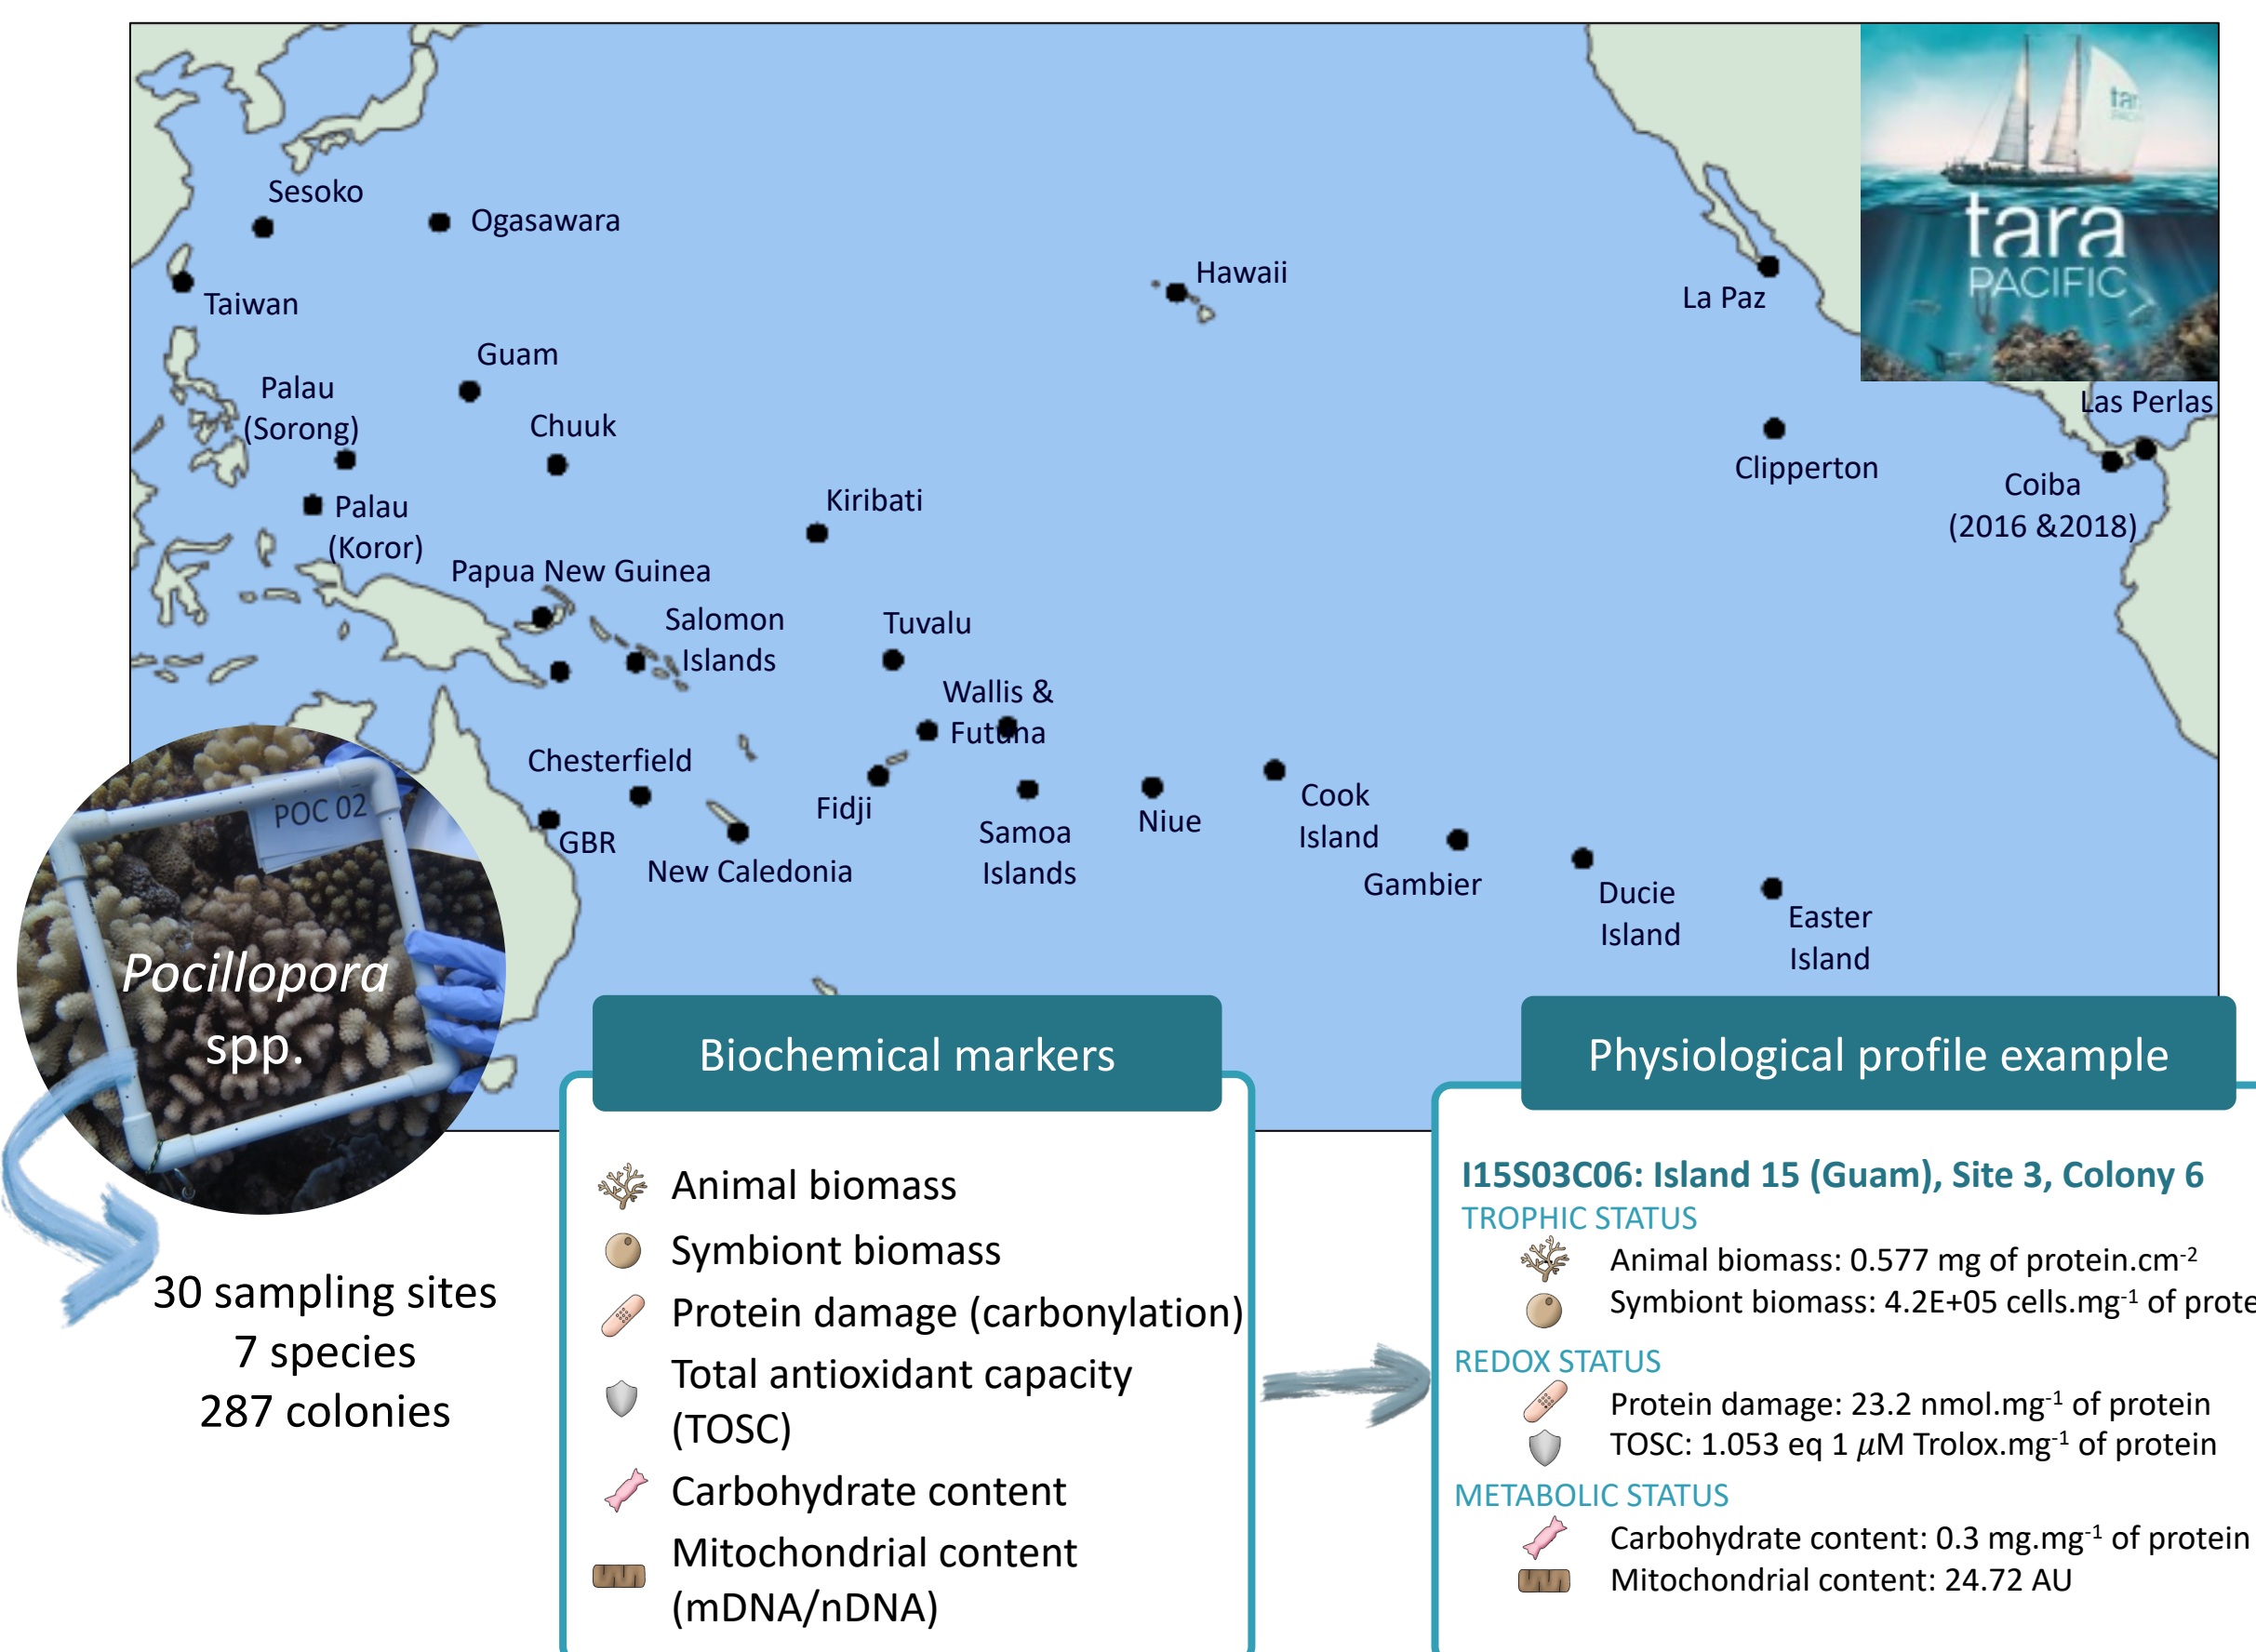 Sesoko
Ogasawara
Taiwan
Hawaii
La Paz
tara
PACIFIC
Guam
Palau
(Sorong)
Chuuk
Las Perlas
Clipperton
Coiba
(2016 &2018)
Palau
(Koror)
Kiribati
Papua New Guinea
Salomon
Islands
Tuvalu
Wallis &
Futuna
Chesterfield
GBR
New Caledonia
Fidji
Samoa
Islands
Niue
Cook
Island
Gambier
Ducie
Island
Easter
Island
POC 02
Pocillopora
spp.
30 sampling sites
7 species
287 colonies
Biochemical markers
Animal biomass
Symbiont biomass
Protein damage (carbonylation)
Total antioxidant capacity
(TOSC)
Carbohydrate content
Mitochondrial content
(mDNA/nDNA)
Physiological profile example
I15S03C06: Island 15 (Guam), Site 3, Colony 6
TROPHIC STATUS
Animal biomass: 0.577 mg of protein.cm⁻²
Symbiont biomass: 4.2E+05 cells.mg⁻¹ of prote
REDOX STATUS
Protein damage: 23.2 nmol.mg⁻¹ of protein
TOSC: 1.053 eq 1 μM Trolox.mg⁻¹ of protein
METABOLIC STATUS
Carbohydrate content: 0.3 mg.mg⁻¹ of protein
Mitochondrial content: 24.72 AU